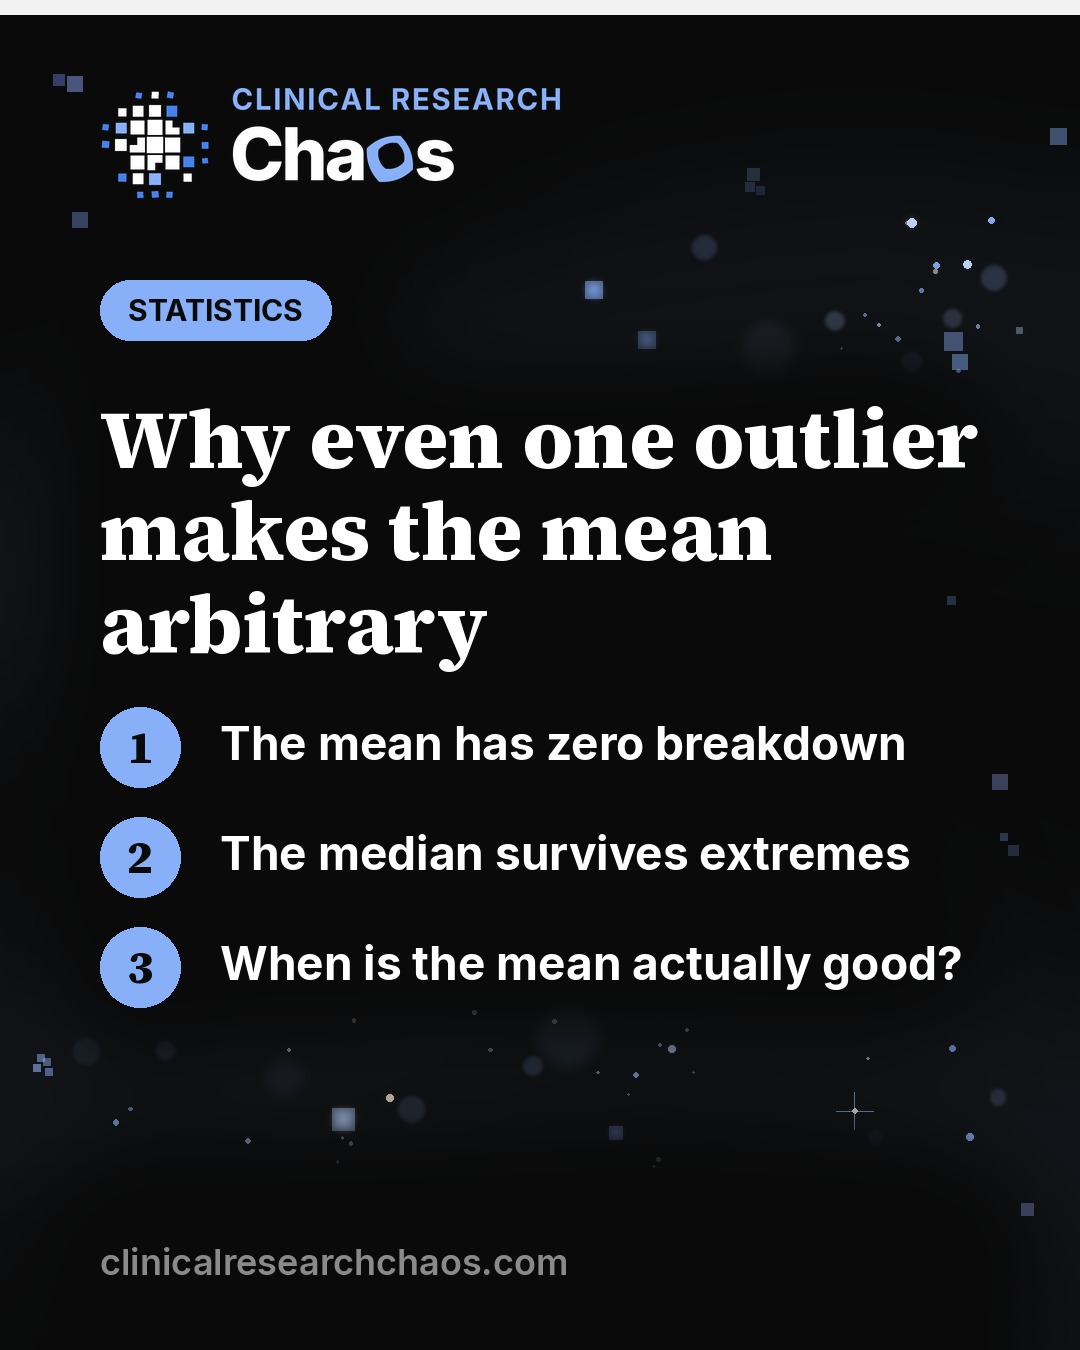 CLINICAL RESEARCH
Chaos
STATISTICS
Why even one outlier
makes the mean
arbitrary
1 The mean has zero breakdown
2 The median survives extremes
3 When is the mean actually good?
clinicalresearchchaos.com